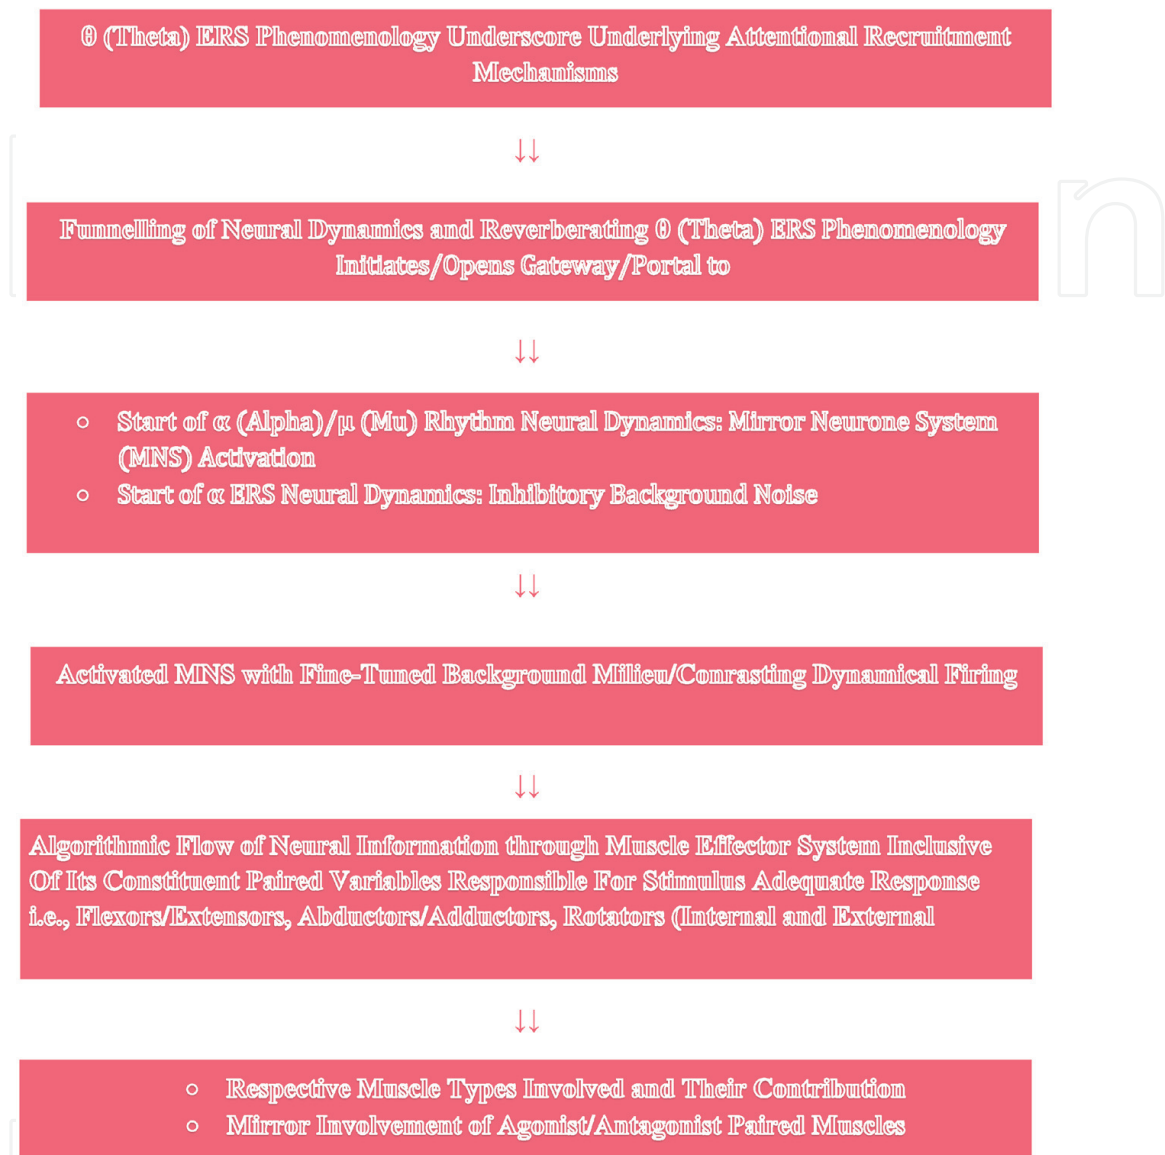 θ (Theta) ERS Phenomenology Underscore Underlying Attentional Recruitment
Mechanisms
↓↓
Funnelling of Neural Dynamics and Reverberating θ (Theta) ERS Phenomenology
Initiates/Opens Gateway/Portal to
↓↓
○ Start of α (Alpha)/μ (Mu) Rhythm Neural Dynamics: Mirror Neurone System
(MNS) Activation
○ Start of α ERS Neural Dynamics: Inhibitory Background Noise
↓↓
Activated MNS with Fine-Tuned Background Milieu/Conrasting Dynamical Firing
↓↓
Algorithmic Flow of Neural Information through Muscle Effector System Inclusive
Of Its Constituent Paired Variables Responsible For Stimulus Adequate Response
i.e., Flexors/Extensors, Abductors/Adductors, Rotators (Internal and External
↓↓
○ Respective Muscle Types Involved and Their Contribution
○ Mirror Involvement of Agonist/Antagonist Paired Muscles